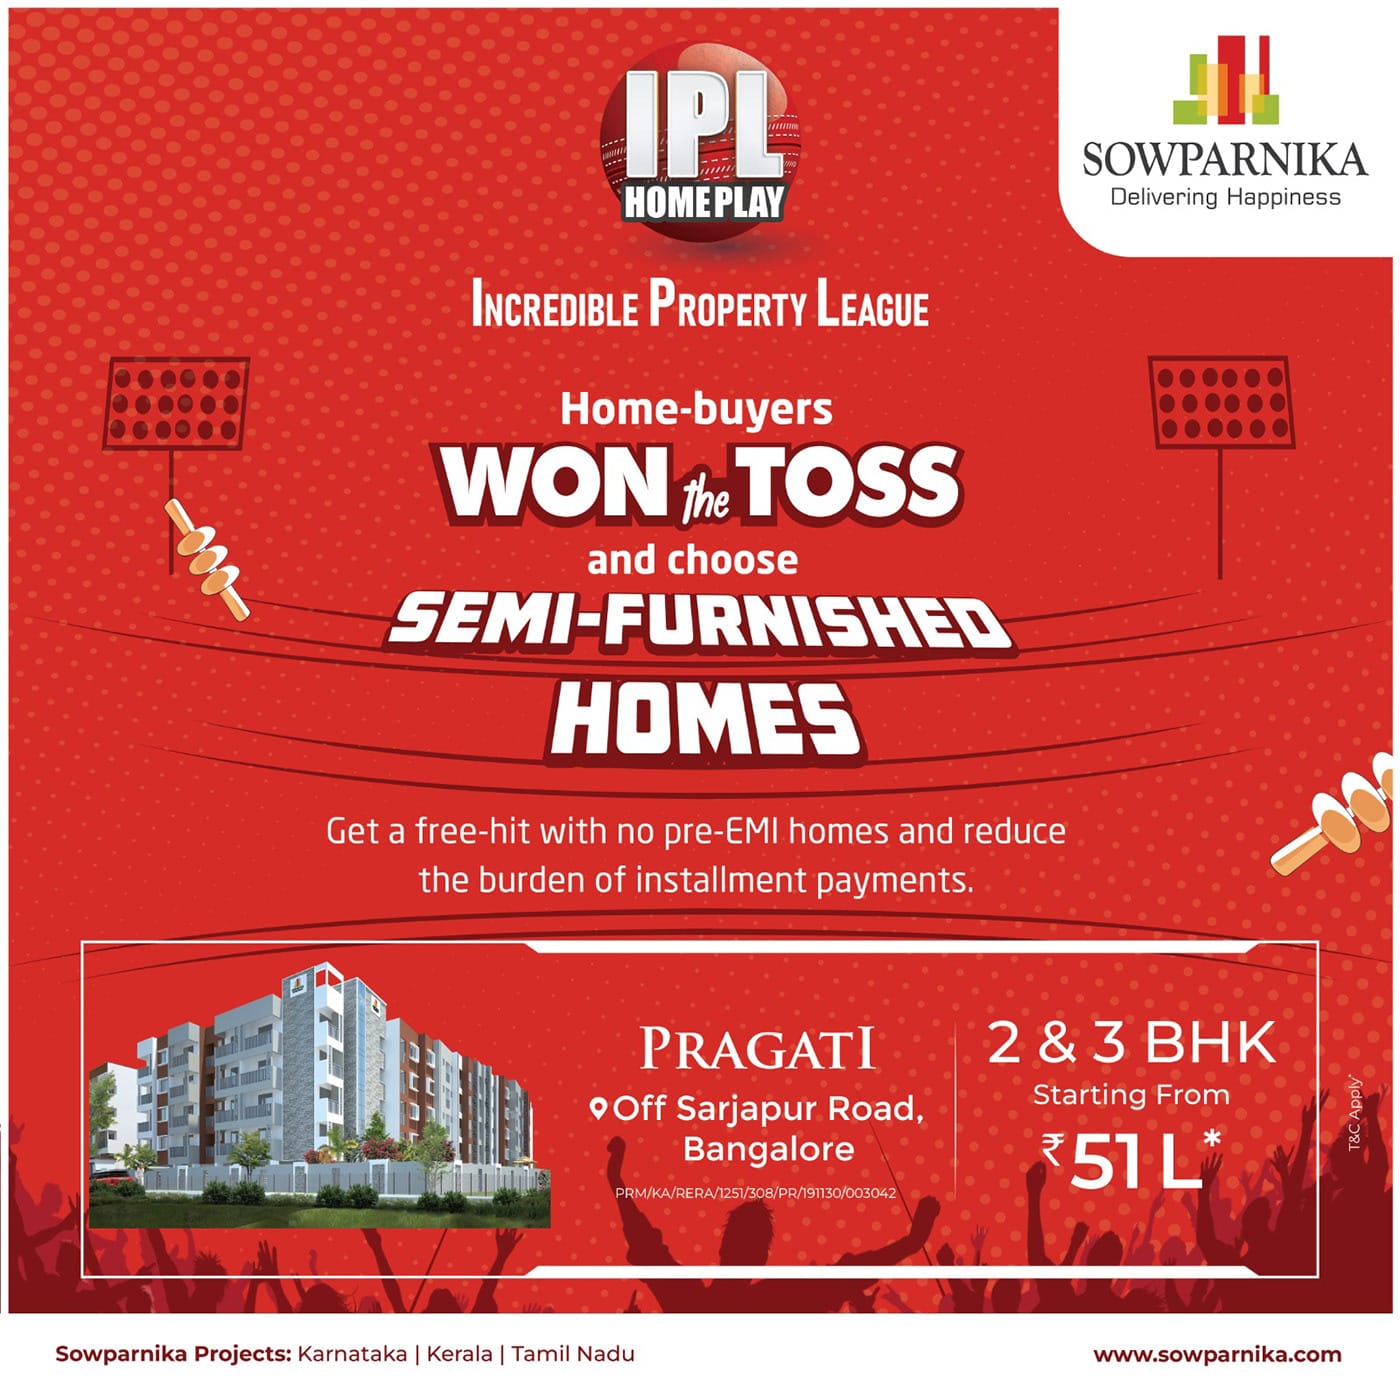 IPL
HOMEPLAY
SOWPARNIKA
Delivering Happiness
INCREDIBLE PROPERTY LEAGUE
Home-buyers
WON the TOSS
and choose
SEMI-FURNISHED
HOMES
Get a free-hit with no pre-EMI homes and reduce
the burden of installment payments.
PRAGATI
Off Sarjapur Road,
Bangalore
PRM/KA/RERA/1251/308/PR/191130/003042
2 & 3 BHK
Starting From
₹51 L*
T&C Apply*
Sowparnika Projects: Karnataka | Kerala | Tamil Nadu
www.sowparnika.com